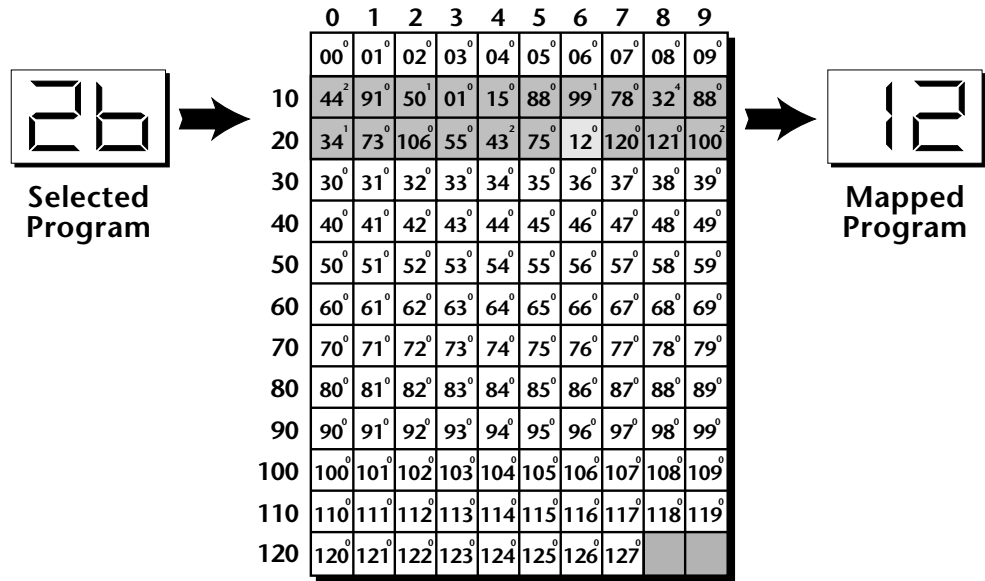 0 1 2 3 4 5 6 7 8 9
00⁰ 01⁰ 02⁰ 03⁰ 04⁰ 05⁰ 06⁰ 07⁰ 08⁰ 09⁰
10 44² 91⁰ 50¹ 01⁰ 15⁰ 88⁰ 99¹ 78⁰ 32⁴ 88⁰
20 34¹ 73⁰ 106⁰ 55⁰ 43² 75⁰ 12⁰ 120⁰ 121⁰ 100²
30 30⁰ 31⁰ 32⁰ 33⁰ 34⁰ 35⁰ 36⁰ 37⁰ 38⁰ 39⁰
40 40⁰ 41⁰ 42⁰ 43⁰ 44⁰ 45⁰ 46⁰ 47⁰ 48⁰ 49⁰
50 50⁰ 51⁰ 52⁰ 53⁰ 54⁰ 55⁰ 56⁰ 57⁰ 58⁰ 59⁰
60 60⁰ 61⁰ 62⁰ 63⁰ 64⁰ 65⁰ 66⁰ 67⁰ 68⁰ 69⁰
70 70⁰ 71⁰ 72⁰ 73⁰ 74⁰ 75⁰ 76⁰ 77⁰ 78⁰ 79⁰
80 80⁰ 81⁰ 82⁰ 83⁰ 84⁰ 85⁰ 86⁰ 87⁰ 88⁰ 89⁰
90 90⁰ 91⁰ 92⁰ 93⁰ 94⁰ 95⁰ 96⁰ 97⁰ 98⁰ 99⁰
100 100⁰ 101⁰ 102⁰ 103⁰ 104⁰ 105⁰ 106⁰ 107⁰ 108⁰ 109⁰
110 110⁰ 111⁰ 112⁰ 113⁰ 114⁰ 115⁰ 116⁰ 117⁰ 118⁰ 119⁰
120 120⁰ 121⁰ 122⁰ 123⁰ 124⁰ 125⁰ 126⁰ 127⁰
26
Selected
Program
12
Mapped
Program